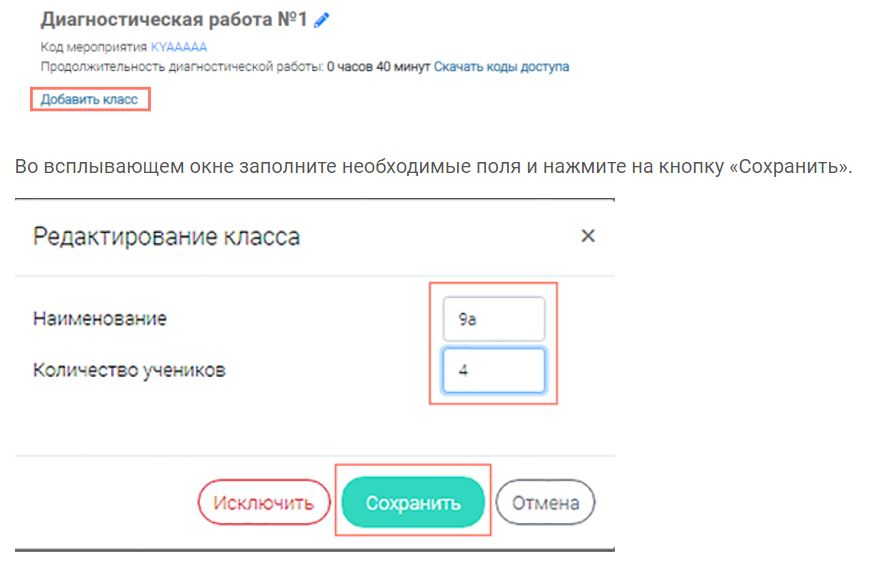 Диагностическая работа №1
Код мероприятия KYAAAAA
Продолжительность диагностической работы: 0 часов 40 минут Скачать коды доступа
Добавить класс
Во всплывающем окне заполните необходимые поля и нажмите на кнопку «Сохранить».
Редактирование класса ×
Наименование 9а
Количество учеников 4
Исключить Сохранить Отмена